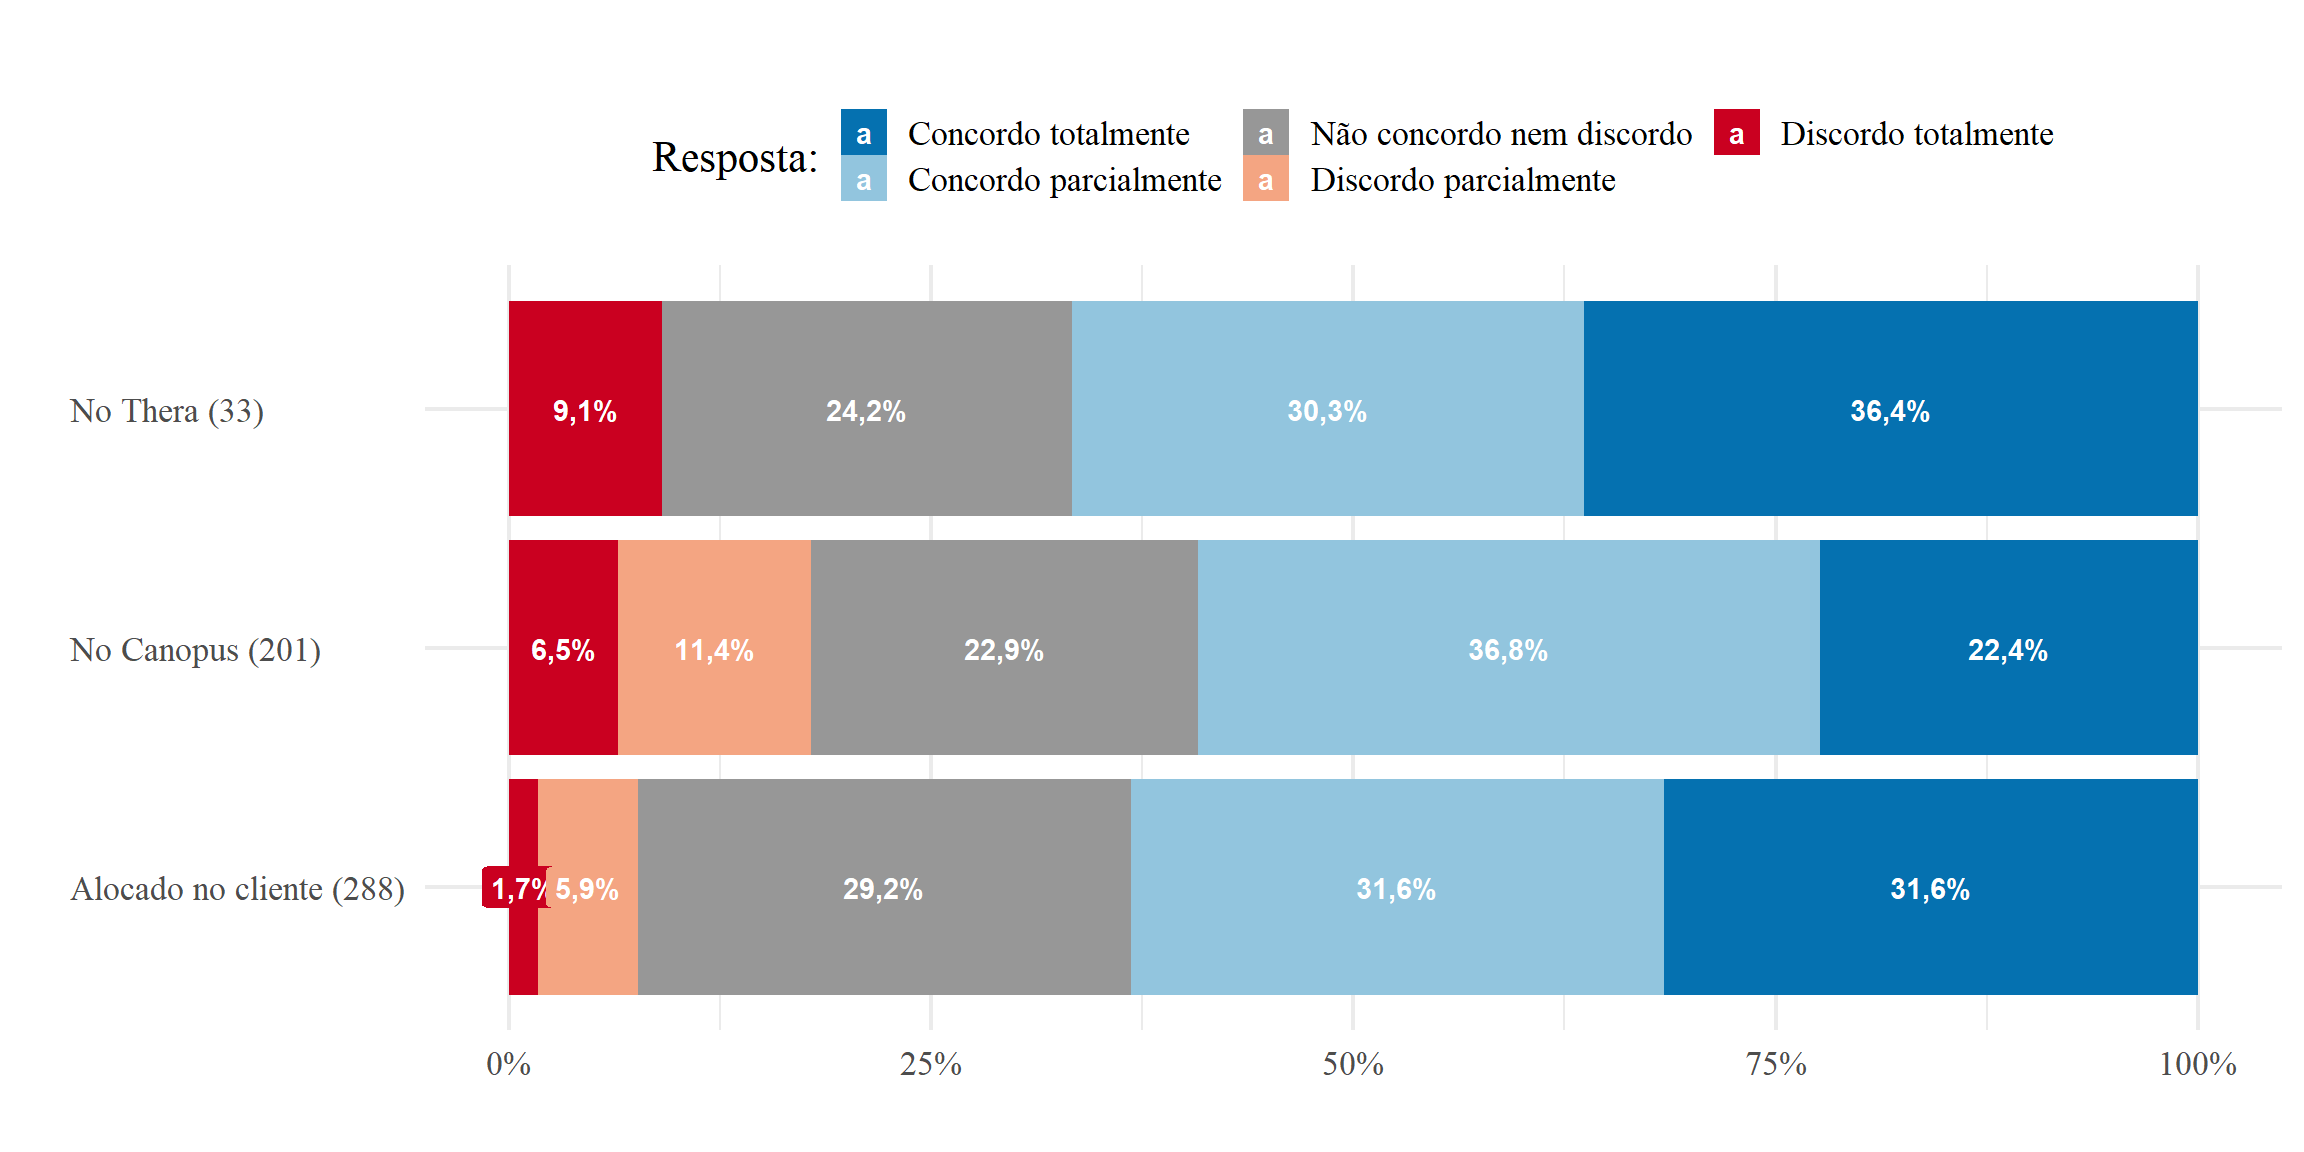 Resposta:
a Concordo totalmente a Não concordo nem discordo a Discordo totalmente
a Concordo parcialmente a Discordo parcialmente
No Thera (33) 9,1% 24,2% 30,3% 36,4%
No Canopus (201) 6,5% 11,4% 22,9% 36,8% 22,4%
Alocado no cliente (288) 1,7% 5,9% 29,2% 31,6% 31,6%
0% 25% 50% 75% 100%